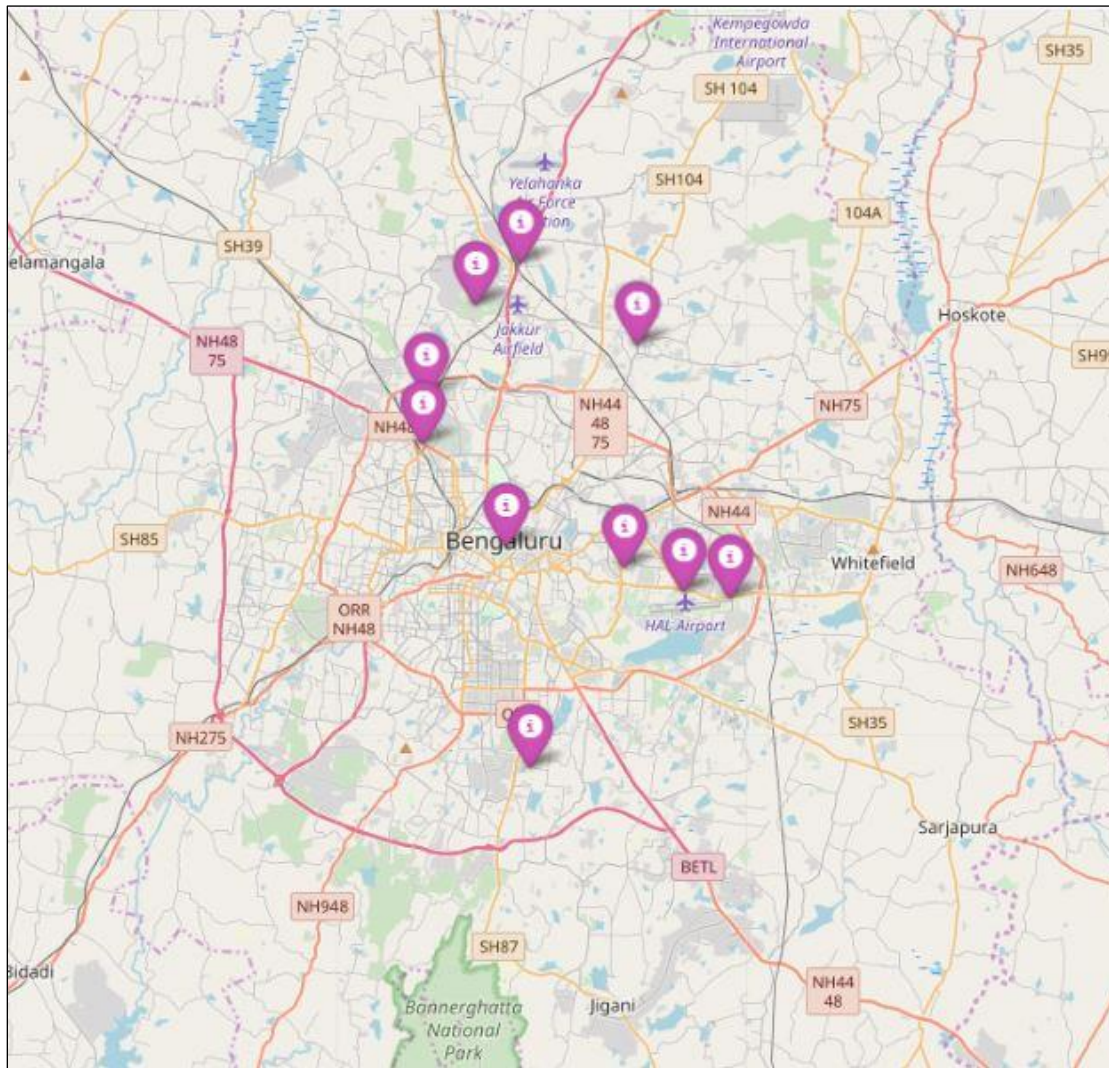 Kempegowda
International
Airport
SH35
SH 104
Yelahanka
Air Force
Station
SH104
104A
SH39
elamangala
Jakkur
Airfield
Hoskote
NH48
75
SH9
NH44
48
75
NH75
NH48
NH44
Bengaluru
SH85
Whitefield
NH648
ORR
NH48
HAL Airport
SH35
NH275
Sarjapura
BETL
NH948
SH87
Bidadi
NH44
48
Jigani
Bannerghatta
National
Park